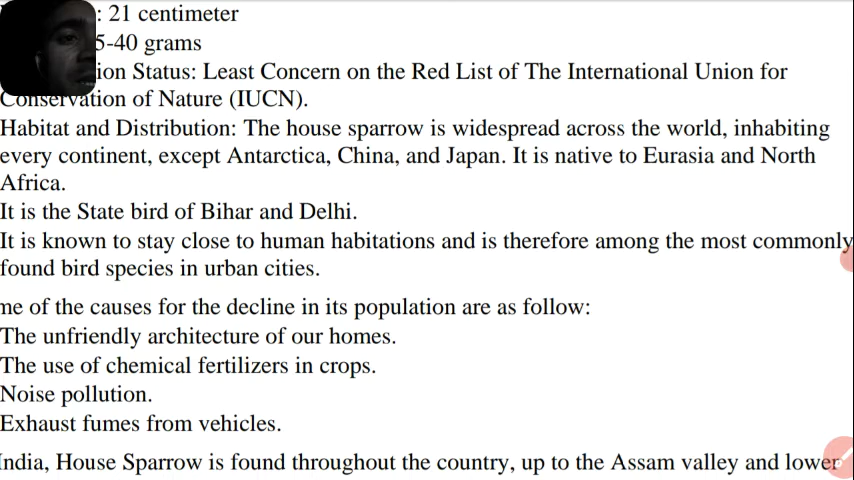 : 21 centimeter
5-40 grams
ion Status: Least Concern on the Red List of The International Union for
Conservation of Nature (IUCN).
Habitat and Distribution: The house sparrow is widespread across the world, inhabiting
every continent, except Antarctica, China, and Japan. It is native to Eurasia and North
Africa.
It is the State bird of Bihar and Delhi.
It is known to stay close to human habitations and is therefore among the most commonly
found bird species in urban cities.
me of the causes for the decline in its population are as follow:
The unfriendly architecture of our homes.
The use of chemical fertilizers in crops.
Noise pollution.
Exhaust fumes from vehicles.
India, House Sparrow is found throughout the country, up to the Assam valley and lower